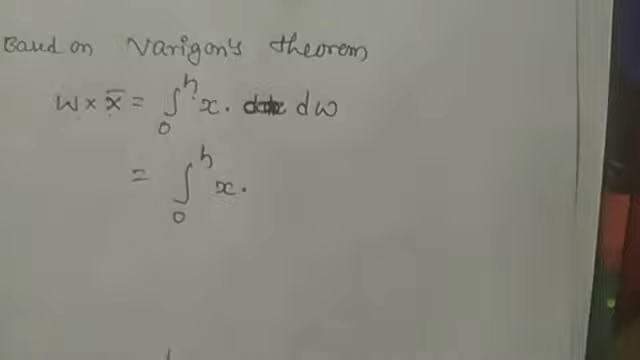 Based on Varigon's theorem
W × x̄ = ∫₀ʰ x. dw
= ∫₀ʰ x.